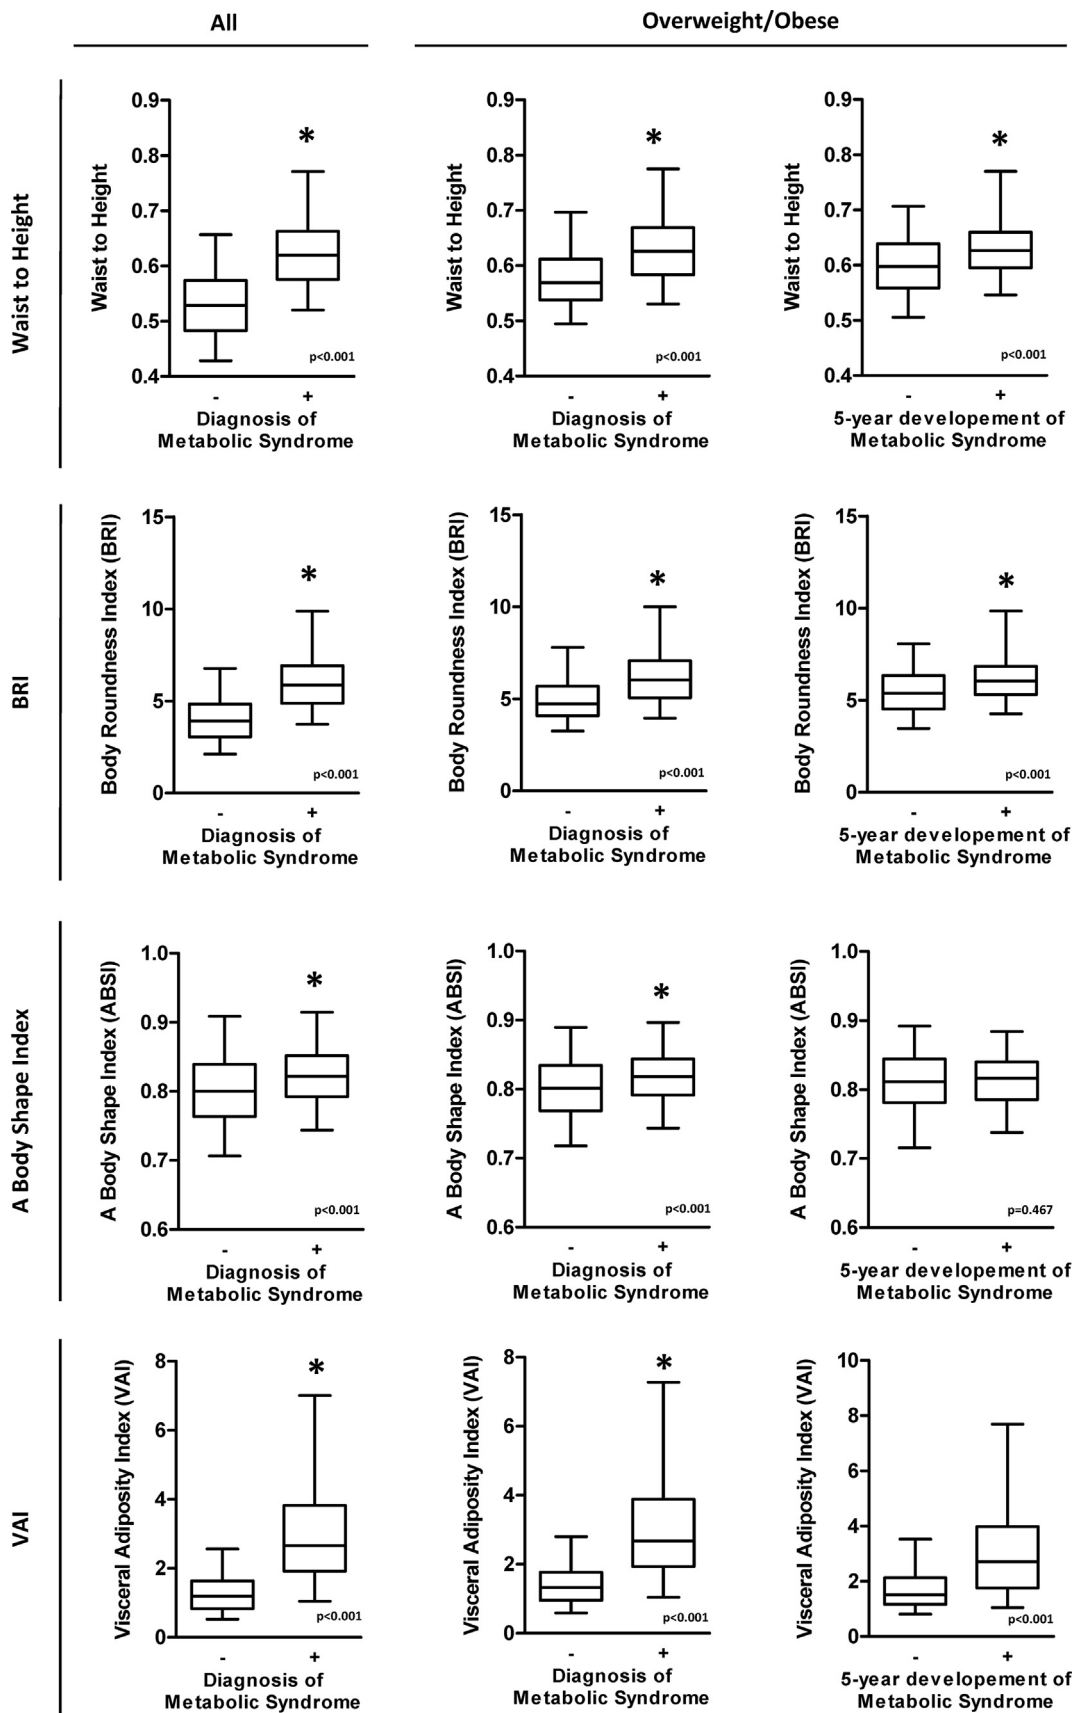 All
Overweight/Obese
Waist to Height
Waist to Height
0.9
0.8
0.7
0.6
0.5
0.4
*
p<0.001
- +
Diagnosis of
Metabolic Syndrome
Waist to Height
0.9
0.8
0.7
0.6
0.5
0.4
*
p<0.001
- +
Diagnosis of
Metabolic Syndrome
Waist to Height
0.9
0.8
0.7
0.6
0.5
0.4
*
p<0.001
- +
5-year developement of
Metabolic Syndrome
BRI
Body Roundness Index (BRI)
15
10
5
0
*
p<0.001
- +
Diagnosis of
Metabolic Syndrome
Body Roundness Index (BRI)
15
10
5
0
*
p<0.001
- +
Diagnosis of
Metabolic Syndrome
Body Roundness Index (BRI)
15
10
5
0
*
p<0.001
- +
5-year developement of
Metabolic Syndrome
A Body Shape Index
A Body Shape Index (ABSI)
1.0
0.9
0.8
0.7
0.6
*
p<0.001
- +
Diagnosis of
Metabolic Syndrome
A Body Shape Index (ABSI)
1.0
0.9
0.8
0.7
0.6
*
p<0.001
- +
Diagnosis of
Metabolic Syndrome
A Body Shape Index (ABSI)
1.0
0.9
0.8
0.7
0.6
p=0.467
- +
5-year developement of
Metabolic Syndrome
VAI
Visceral Adiposity Index (VAI)
8
6
4
2
0
*
p<0.001
- +
Diagnosis of
Metabolic Syndrome
Visceral Adiposity Index (VAI)
8
6
4
2
0
*
p<0.001
- +
Diagnosis of
Metabolic Syndrome
Visceral Adiposity Index (VAI)
10
8
6
4
2
0
p<0.001
- +
5-year developement of
Metabolic Syndrome